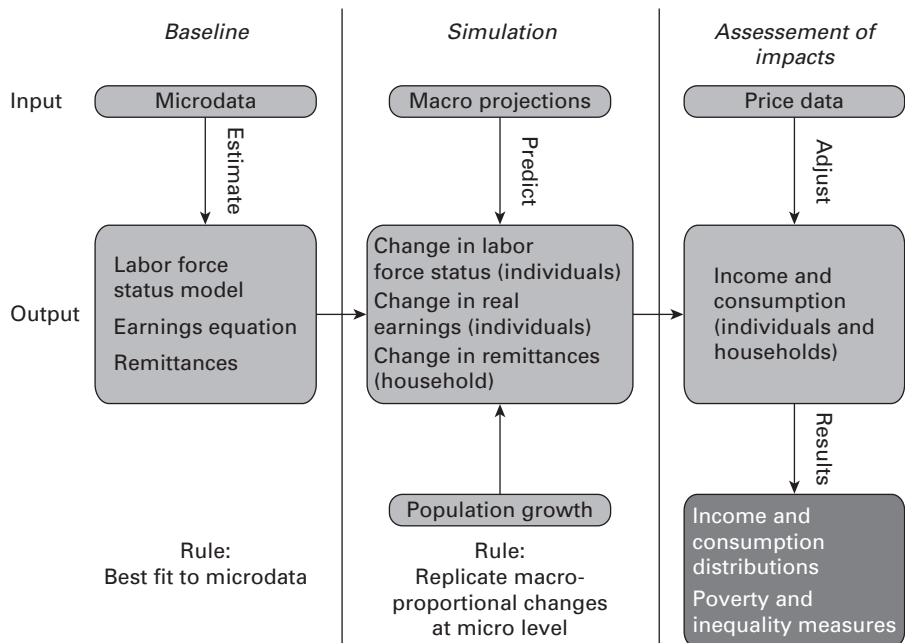 Baseline
Simulation
Assessement of
impacts
Input
Microdata
Macro projections
Price data
Estimate
Predict
Adjust
Output
Labor force
status model
Earnings equation
Remittances
Change in labor
force status (individuals)
Change in real
earnings (individuals)
Change in remittances
(household)
Income and
consumption
(individuals and
households)
Results
Population growth
Rule:
Best fit to microdata
Rule:
Replicate macro-
proportional changes
at micro level
Income and
consumption
distributions
Poverty and
inequality measures